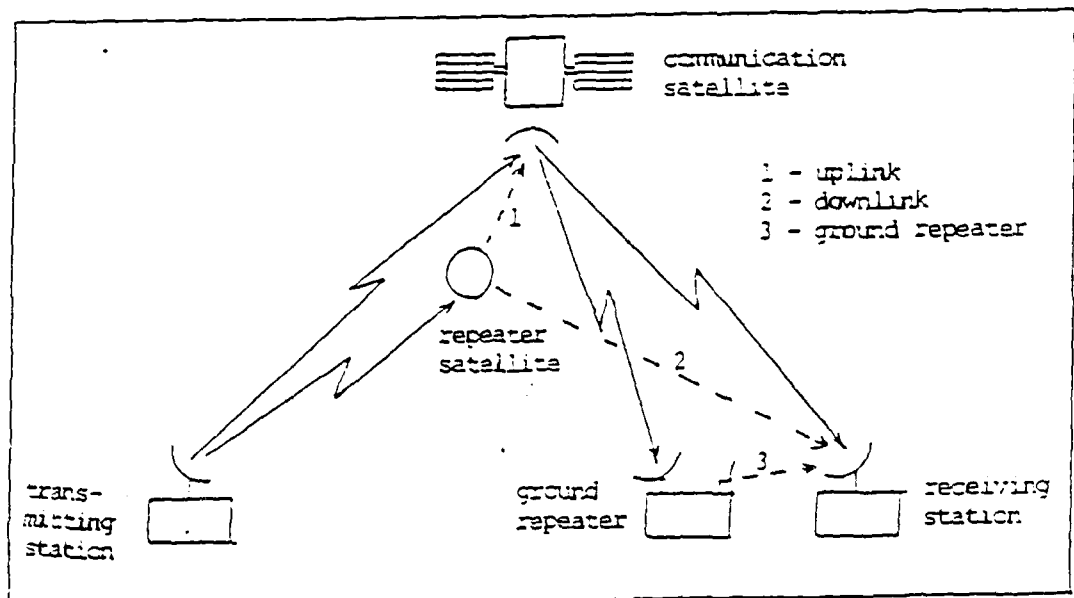 communication
satellite
1 - uplink
2 - downlink
3 - ground repeater
1
repeater
satellite
2
3
trans-
mitting
station
ground
repeater
receiving
station